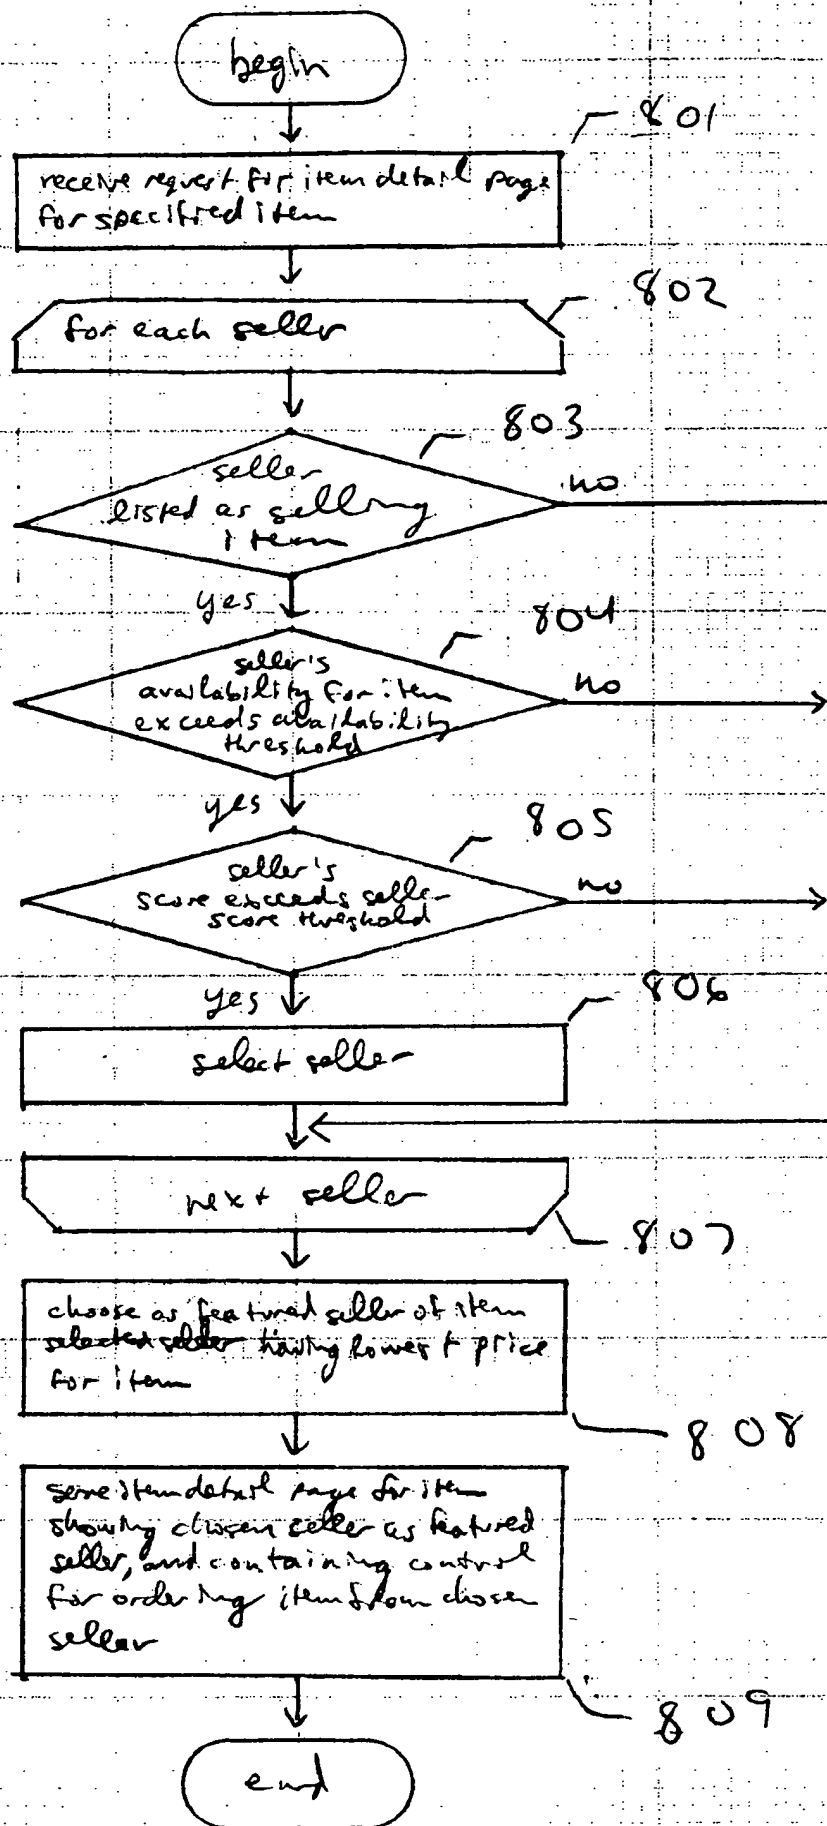 begin
801
receive request for item detail page
for specified item
802
for each seller
803
seller
listed as selling
item
no
yes
804
seller's
availability for item
exceeds availability
threshold
no
yes
805
seller's
score exceeds seller
score threshold
no
yes
806
select seller
next seller
807
choose as featured seller of item
selected seller having lowest price
for item
808
serve item detail page for item
showing chosen seller as featured
seller, and containing control
for ordering item from chosen
seller
809
end